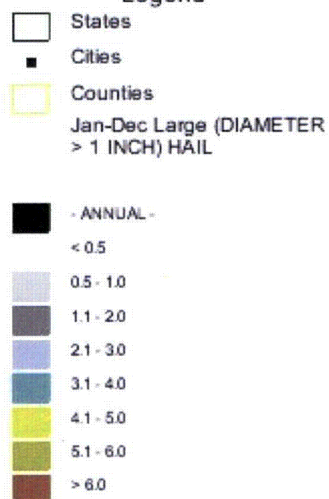 Legend
States
Cities
Counties
Jan-Dec Large (DIAMETER
> 1 INCH) HAIL
- ANNUAL -
< 0.5
0.5 - 1.0
1.1 - 2.0
2.1 - 3.0
3.1 - 4.0
4.1 - 5.0
5.1 - 6.0
> 6.0